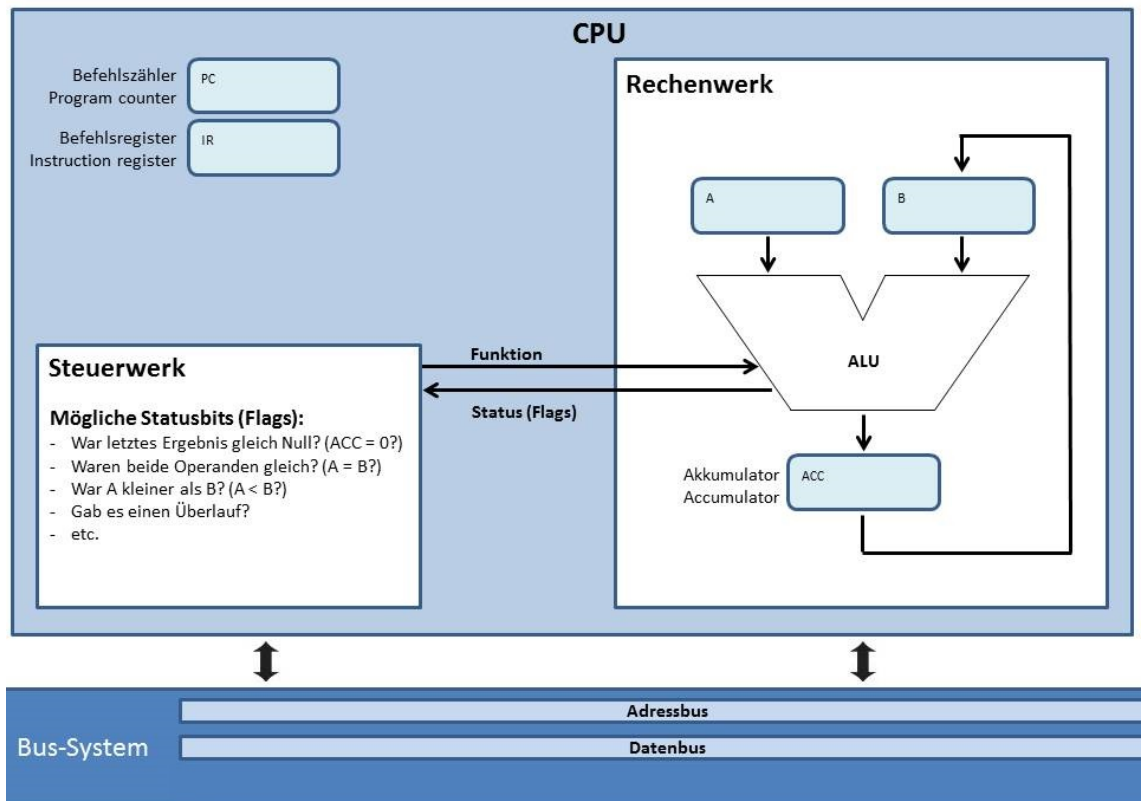 CPU
Befehlszähler
Program counter
PC
Befehlsregister
Instruction register
IR
Rechenwerk
A
B
ALU
Akkumulator
Accumulator
ACC
Funktion
Status (Flags)
Steuerwerk
Mögliche Statusbits (Flags):
- War letztes Ergebnis gleich Null? (ACC = 0?)
- Waren beide Operanden gleich? (A = B?)
- War A kleiner als B? (A < B?)
- Gab es einen Überlauf?
- etc.
Bus-System
Adressbus
Datenbus